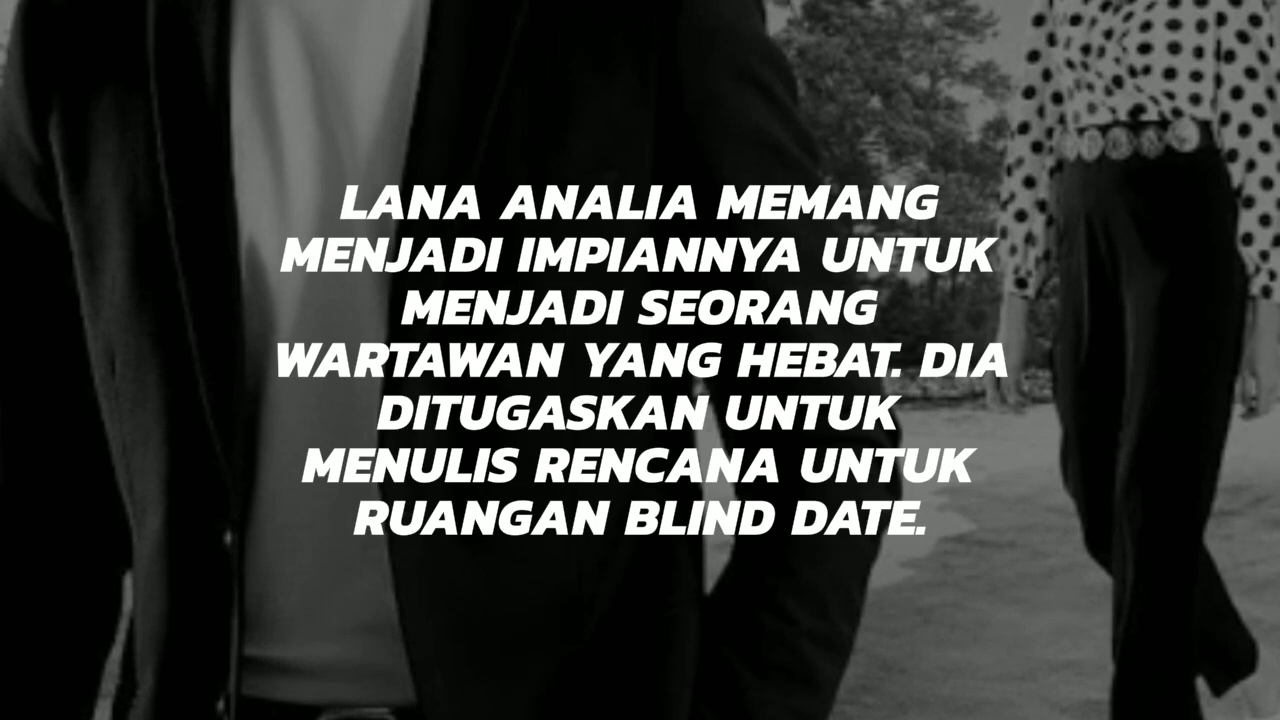 LANA ANALIA MEMANG
MENJADI IMPIANNYA UNTUK
MENJADI SEORANG
WARTAWAN YANG HEBAT. DIA
DITUGASKAN UNTUK
MENULIS RENCANA UNTUK
RUANGAN BLIND DATE.